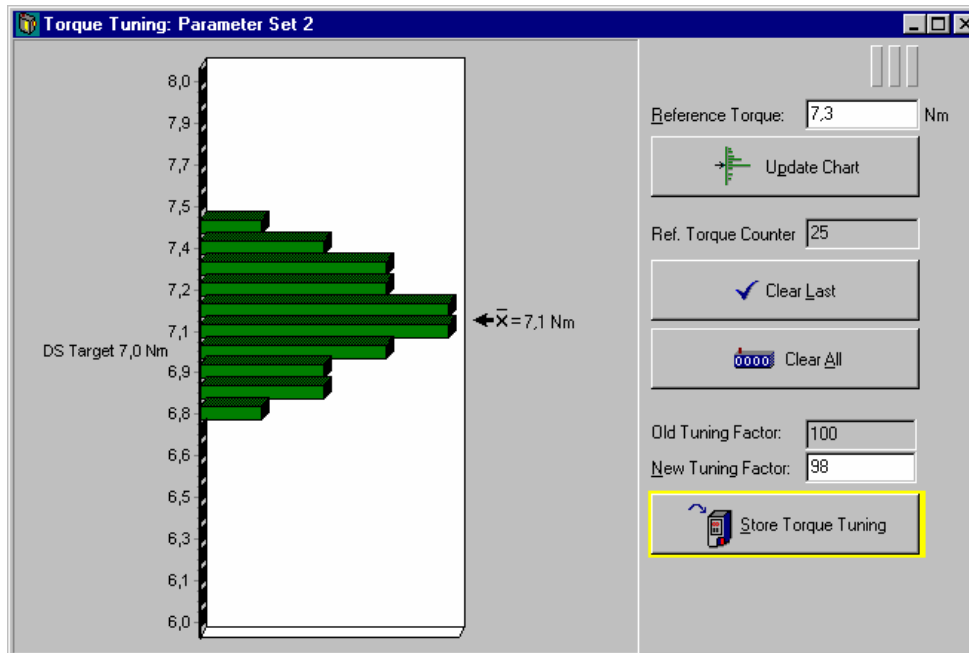 Torque Tuning: Parameter Set 2
8,0
7,9
7,7
7,5
7,4
7,2
7,1
6,9
6,8
6,6
6,5
6,3
6,1
6,0
DS Target 7,0 Nm
x̄ = 7,1 Nm
Reference Torque: 7,3 Nm
Update Chart
Ref. Torque Counter 25
Clear Last
0000 Clear All
Old Tuning Factor: 100
New Tuning Factor: 98
Store Torque Tuning